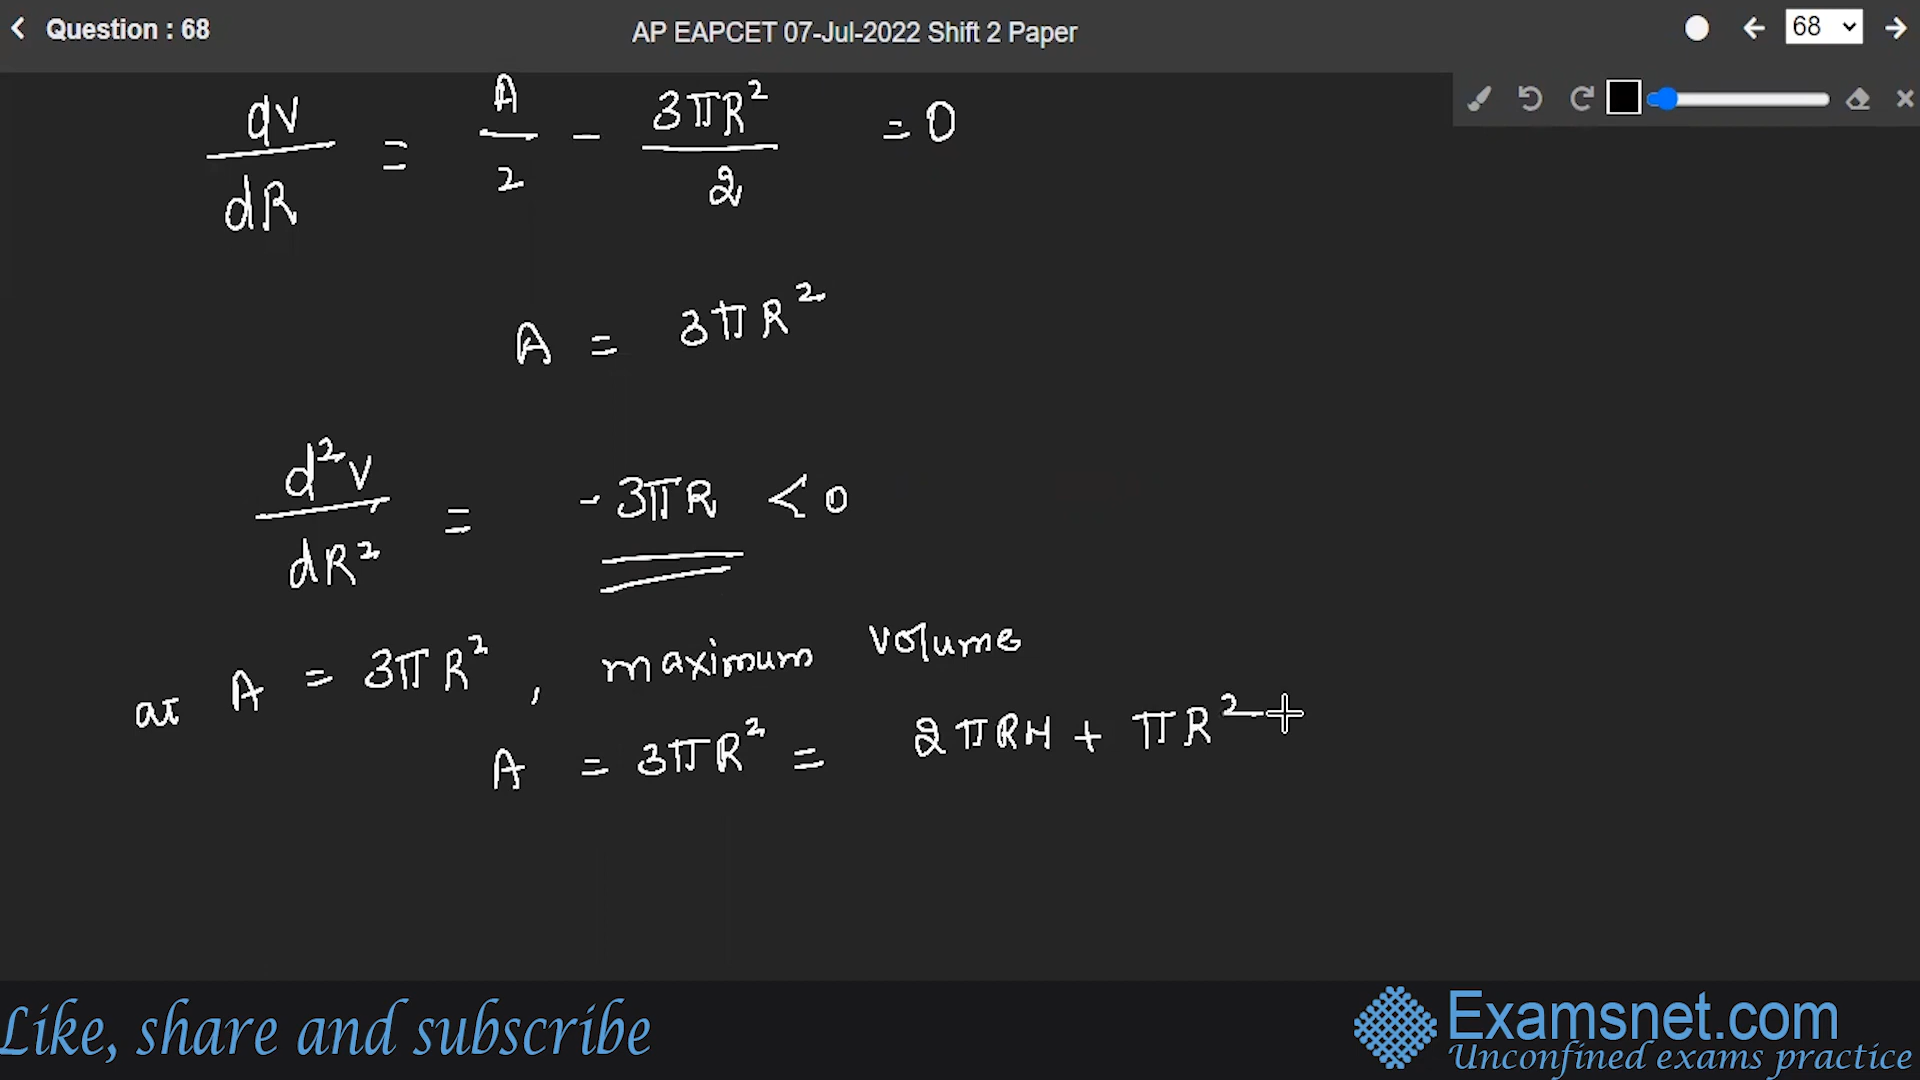 Question : 68
AP EAPCET 07-Jul-2022 Shift 2 Paper
68
dv/dR = A/2 - 3πR²/2 = 0
A = 3πR²
d²v/dR² = -3πR < 0
at A = 3πR², maximum volume
A = 3πR² = 2πRH + πR²
Like, share and subscribe
Examsnet.com
Unconfined exams practice